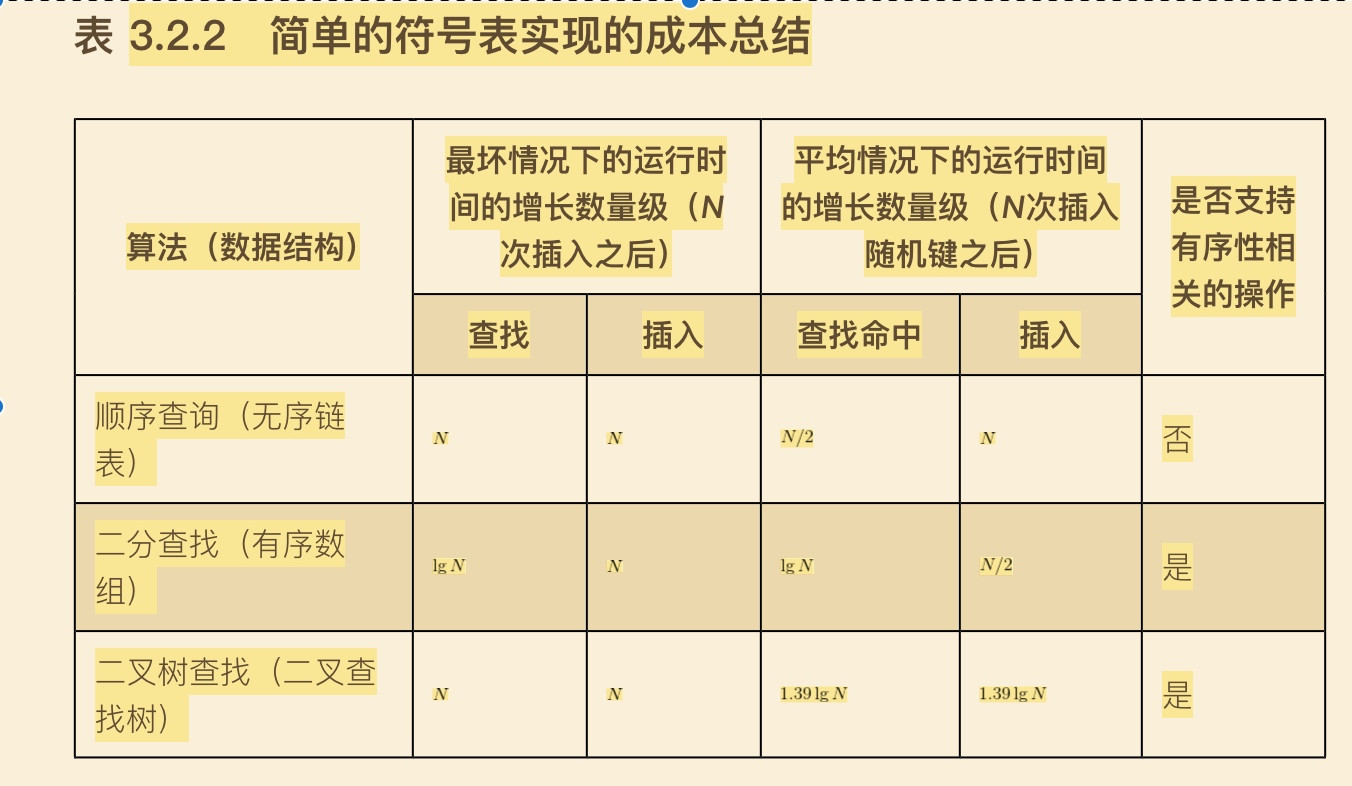 表 3.2.2 简单的符号表实现的成本总结
算法（数据结构）
最坏情况下的运行时
间的增长数量级（N
次插入之后）
平均情况下的运行时间
的增长数量级（N次插入
随机键之后）
是否支持
有序性相
关的操作
查找
插入
查找命中
插入
顺序查询（无序链
表）
N
N
N/2
N
否
二分查找（有序数
组）
lg N
N
lg N
N/2
是
二叉树查找（二叉查
找树）
N
N
1.39 lg N
1.39 lg N
是